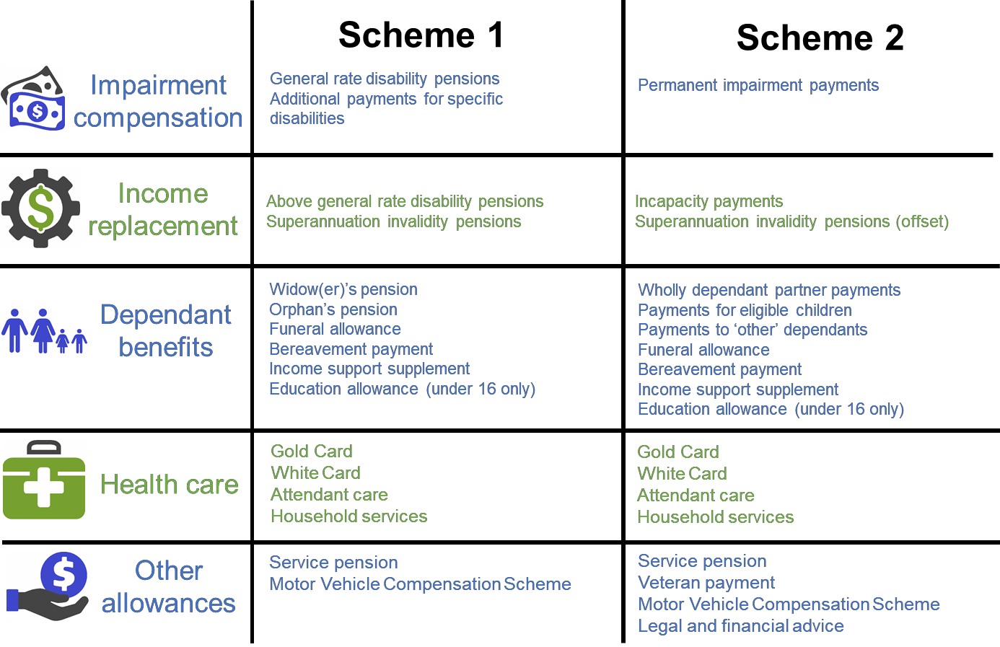 Scheme 1
Scheme 2
Impairment
compensation
General rate disability pensions
Additional payments for specific
disabilities
Permanent impairment payments
Income
replacement
Above general rate disability pensions
Superannuation invalidity pensions
Incapacity payments
Superannuation invalidity pensions (offset)
Dependant
benefits
Widow(er)’s pension
Orphan’s pension
Funeral allowance
Bereavement payment
Income support supplement
Education allowance (under 16 only)
Wholly dependant partner payments
Payments for eligible children
Payments to ‘other’ dependants
Funeral allowance
Bereavement payment
Income support supplement
Education allowance (under 16 only)
Health care
Gold Card
White Card
Attendant care
Household services
Gold Card
White Card
Attendant care
Household services
Other
allowances
Service pension
Motor Vehicle Compensation Scheme
Service pension
Veteran payment
Motor Vehicle Compensation Scheme
Legal and financial advice